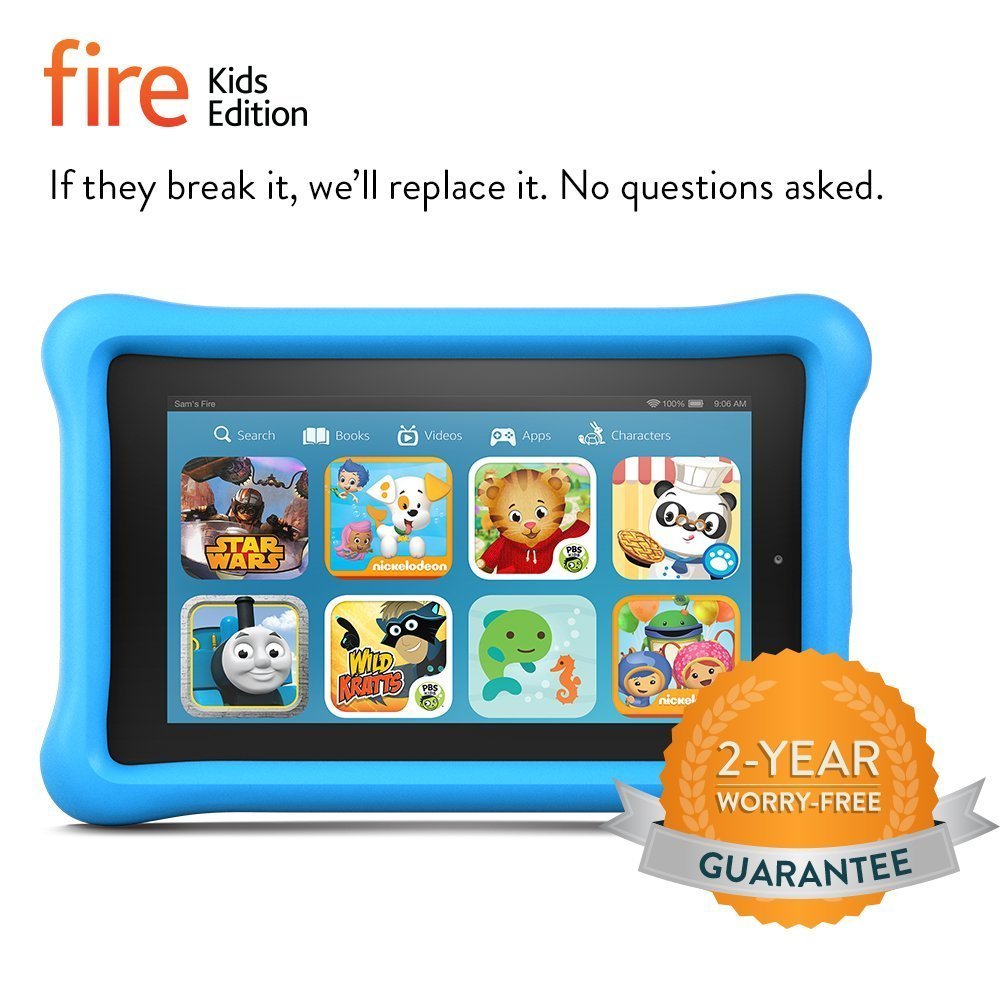 fire Kids
Edition
If they break it, we'll replace it. No questions asked.
Sam's Fire 100% 9:06 AM
Search Books Videos Apps Characters
STAR
WARS
nickelodeon
PBS
KIDS
WILD
KRATTS
PBS
KIDS
nickel
2-YEAR
WORRY-FREE
GUARANTEE